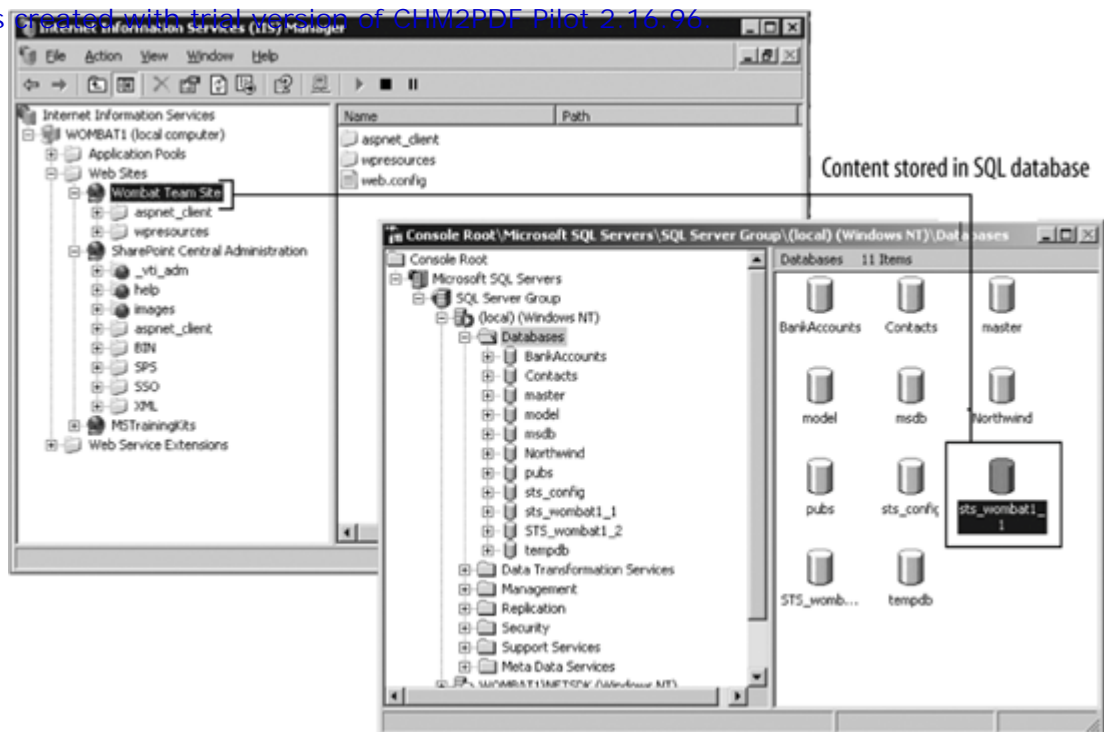 s created with trial version of CHM2PDF Pilot 2.16.96.
Internet Information Services (IIS) Manager
File Action View Window Help
Internet Information Services
WOMBAT1 (local computer)
Application Pools
Web Sites
Wombat Team Site
aspnet_client
wpresources
SharePoint Central Administration
_vti_adm
help
images
aspnet_client
BIN
SPS
SSO
XML
MSTrainingKits
Web Service Extensions
Name Path
aspnet_client
wpresources
web.config
Content stored in SQL database
Console Root\Microsoft SQL Servers\SQL Server Group\(local) (Windows NT)\Databases
Console Root
Microsoft SQL Servers
SQL Server Group
(local) (Windows NT)
Databases
BankAccounts
Contacts
master
model
msdb
Northwind
pubs
sts_config
sts_wombat1_1
STS_wombat1_2
tempdb
Data Transformation Services
Management
Replication
Security
Support Services
Meta Data Services
WOMBAT1\NETSDK (Windows NT)
Databases 11 Items
BankAccounts Contacts master
model msdb Northwind
pubs sts_config sts_wombat1_
1
STS_womb... tempdb